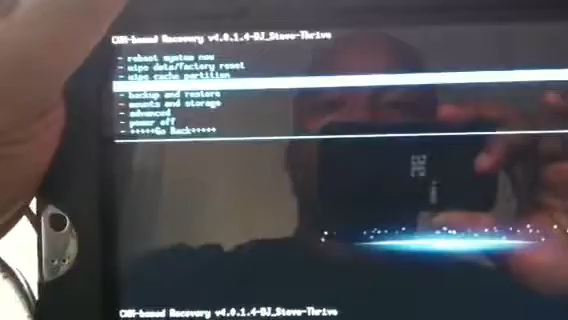 CWM-based Recovery v4.0.1.4-DJ_Steve-Thrive
- reboot system now
- wipe data/factory reset
- wipe cache partition
- backup and restore
- mounts and storage
- advanced
- power off
- +++++Go Back+++++
CWM-based Recovery v4.0.1.4-DJ_Steve-Thrive